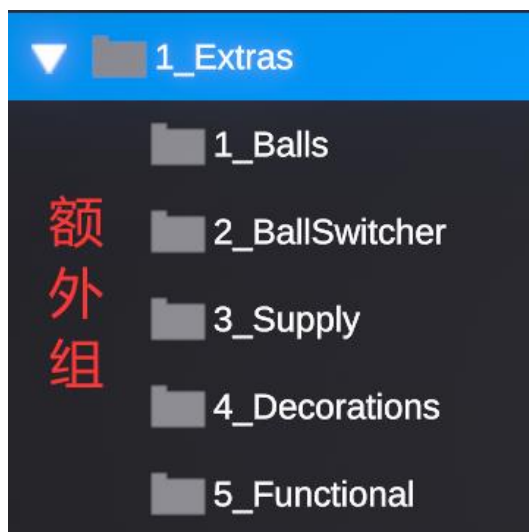 1_Extras
1_Balls
2_BallSwitcher
3_Supply
4_Decorations
5_Functional
额外组